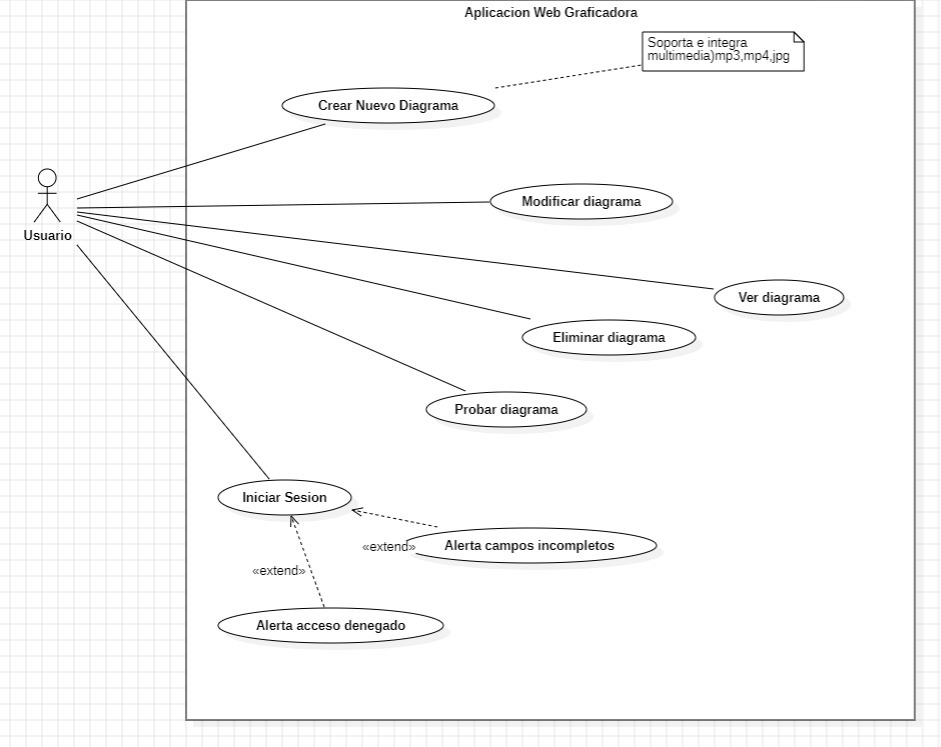 Aplicacion Web Graficadora
Soporta e integra
multimedia)mp3,mp4,jpg
Crear Nuevo Diagrama
Modificar diagrama
Usuario
Ver diagrama
Eliminar diagrama
Probar diagrama
Iniciar Sesion
«extend»
Alerta campos incompletos
«extend»
Alerta acceso denegado